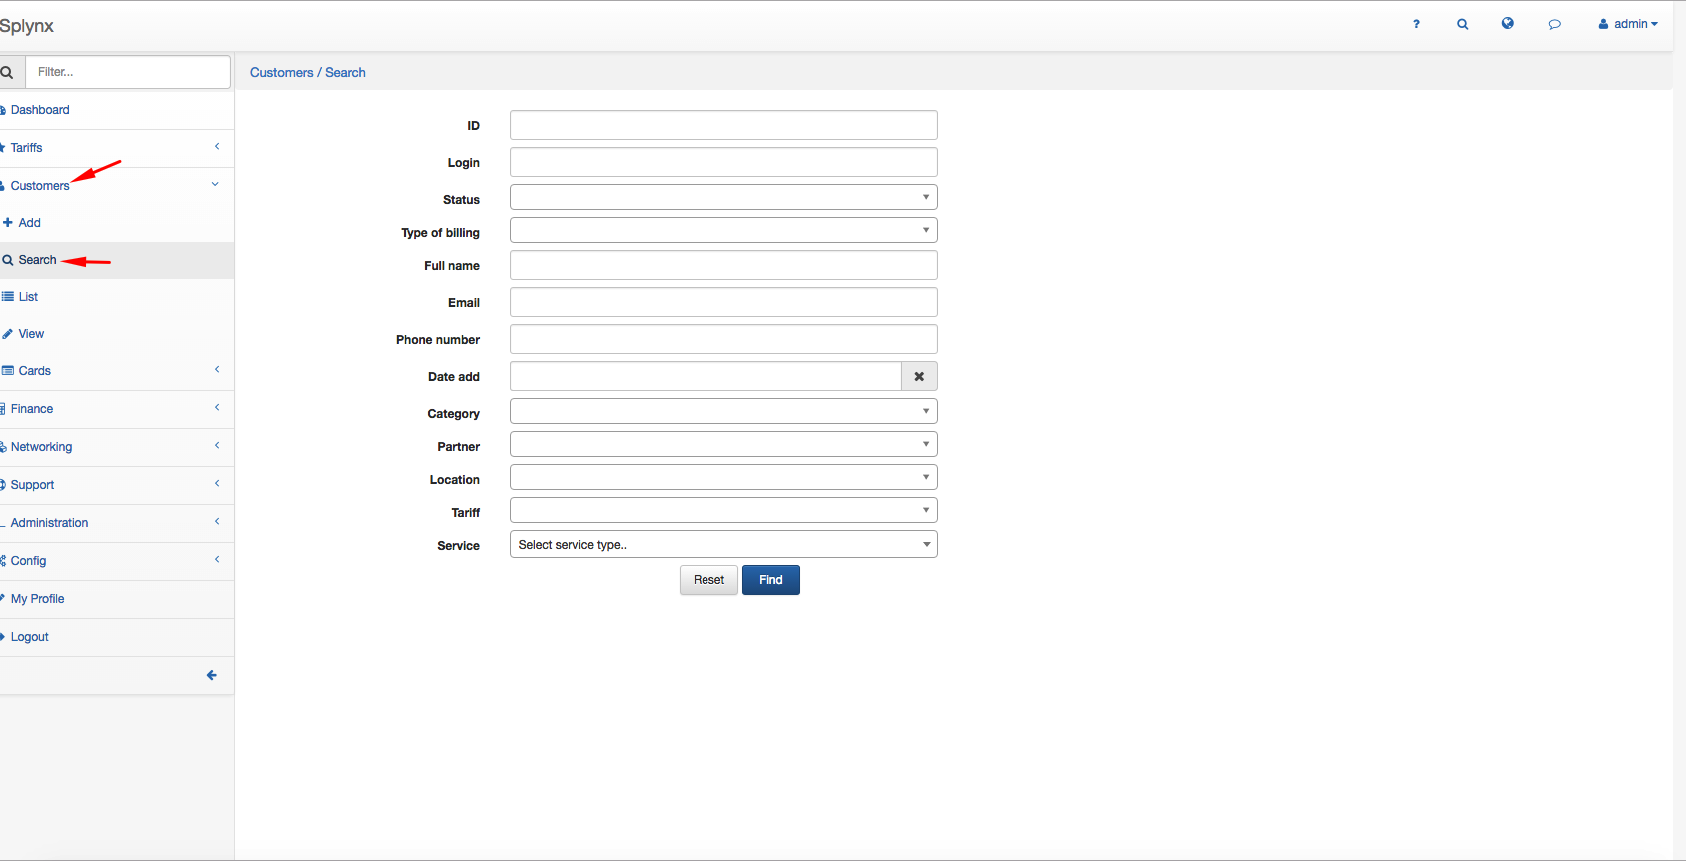 Splynx
?
admin
Filter...
Customers / Search
Dashboard
Tariffs
Customers
Add
Search
List
View
Cards
Finance
Networking
Support
Administration
Config
My Profile
Logout
ID
Login
Status
Type of billing
Full name
Email
Phone number
Date add
Category
Partner
Location
Tariff
Service
Select service type..
Reset
Find